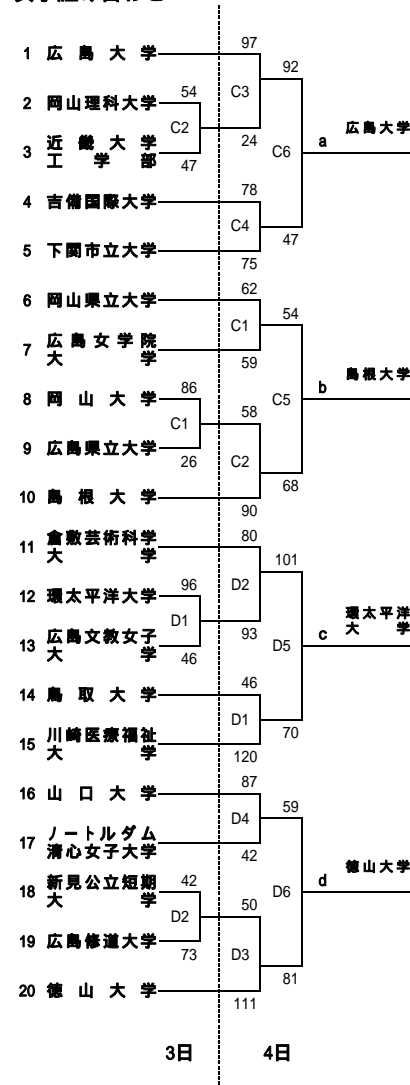 1 広島大学
2 岡山理科大学
3 近畿大学
工学部
4 吉備国際大学
5 下関市立大学
6 岡山県立大学
7 広島女学院
大学
8 岡山大学
9 広島県立大学
10 島根大学
11 倉敷芸術科学
大学
12 環太平洋大学
13 広島文教女子
大学
14 鳥取大学
15 川崎医療福祉
大学
16 山口大学
17 ノートルダム
清心女子大学
18 新見公立短期
大学
19 広島修道大学
20 徳山大学
54
C2
47
86
C1
26
96
D1
46
42
D2
73
97
C3
24
78
C4
75
62
C1
59
58
C2
90
80
D2
93
46
D1
120
87
D4
42
50
D3
111
92
C6
47
54
C5
68
101
D5
70
59
D6
81
a 広島大学
b 島根大学
c 環太平洋
大学
d 徳山大学
3日 4日